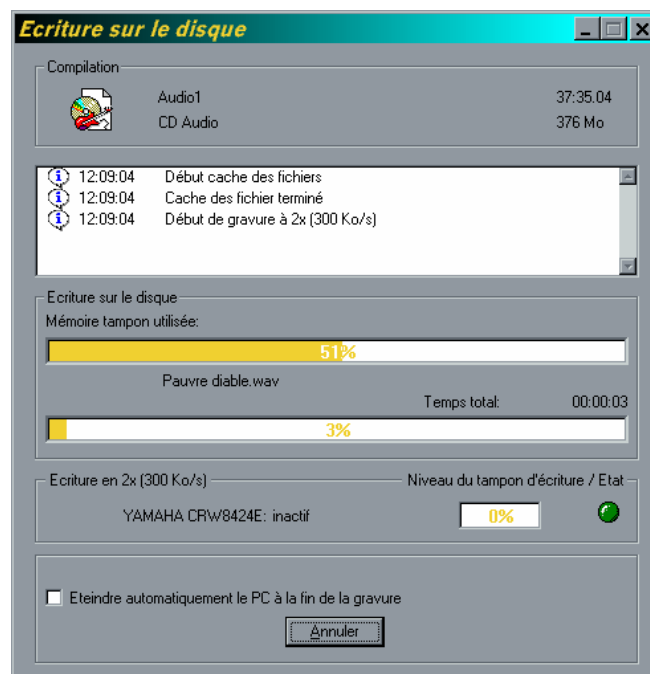 Ecriture sur le disque
Compilation
Audio1 37:35.04
CD Audio 376 Mo
12:09:04 Début cache des fichiers
12:09:04 Cache des fichier terminé
12:09:04 Début de gravure à 2x (300 Ko/s)
Ecriture sur le disque
Mémoire tampon utilisée:
51%
Pauvre diable.wav
Temps total: 00:00:03
3%
Ecriture en 2x (300 Ko/s) Niveau du tampon d'écriture / Etat
YAMAHA CRW8424E: inactif 0%
Eteindre automatiquement le PC à la fin de la gravure
Annuler